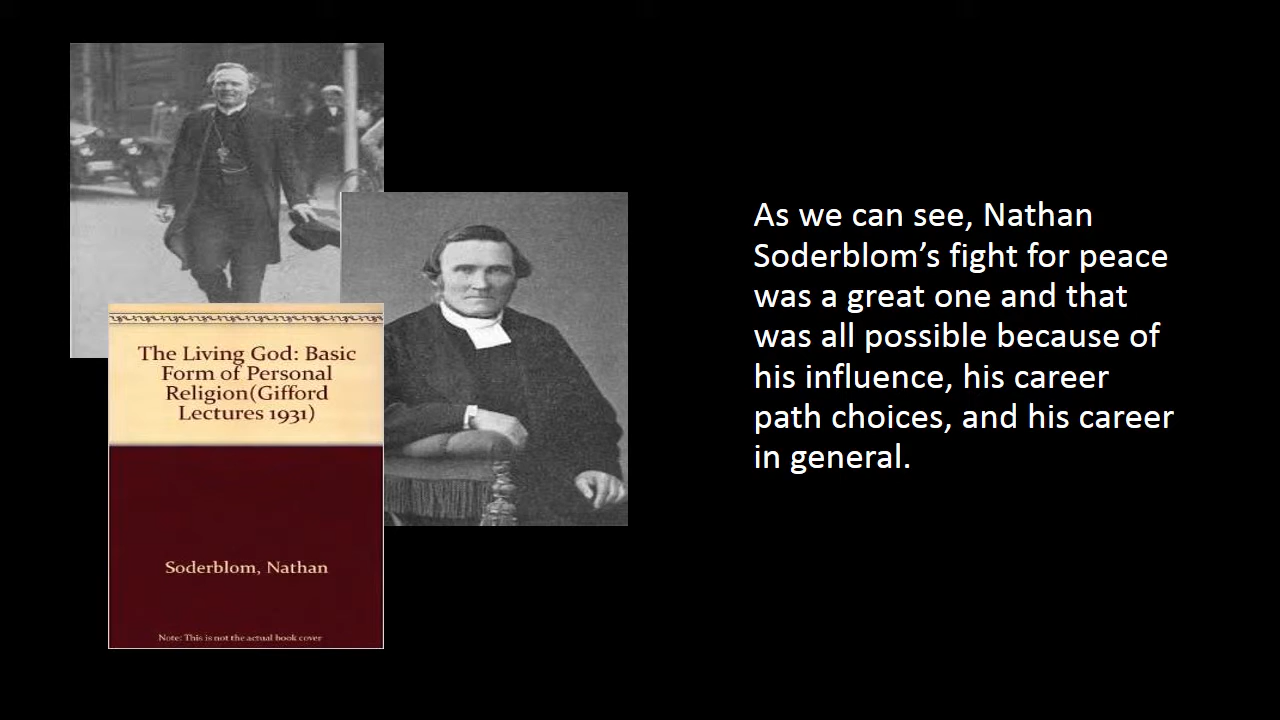 The Living God: Basic
Form of Personal
Religion(Gifford
Lectures 1931)
Soderblom, Nathan
Note: This is not the actual book cover
As we can see, Nathan
Soderblom’s fight for peace
was a great one and that
was all possible because of
his influence, his career
path choices, and his career
in general.